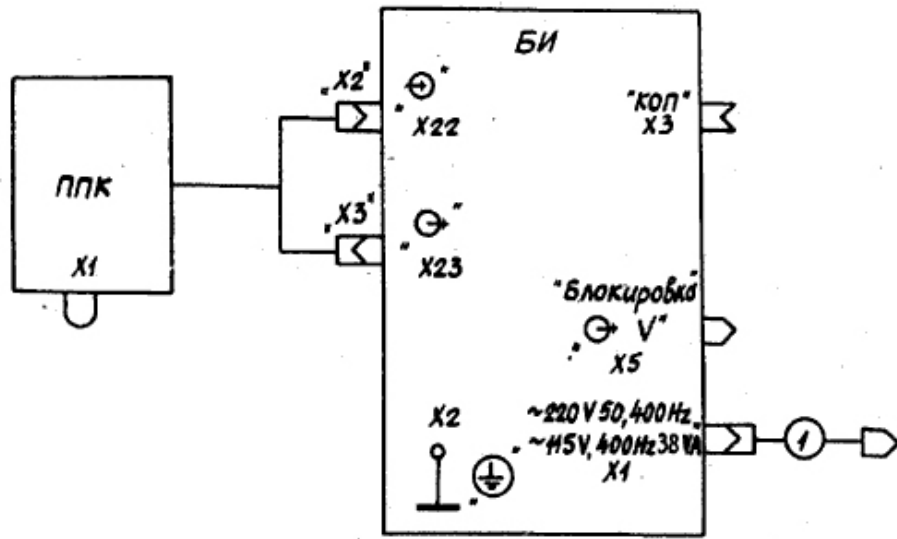 БИ
"X2"
X22
"КОП"
X3
ППК
X1
"X3"
X23
"Блокировка"
V"
X5
X2
"~220V 50,400Hz
~115V,400Hz 38VA"
X1
1